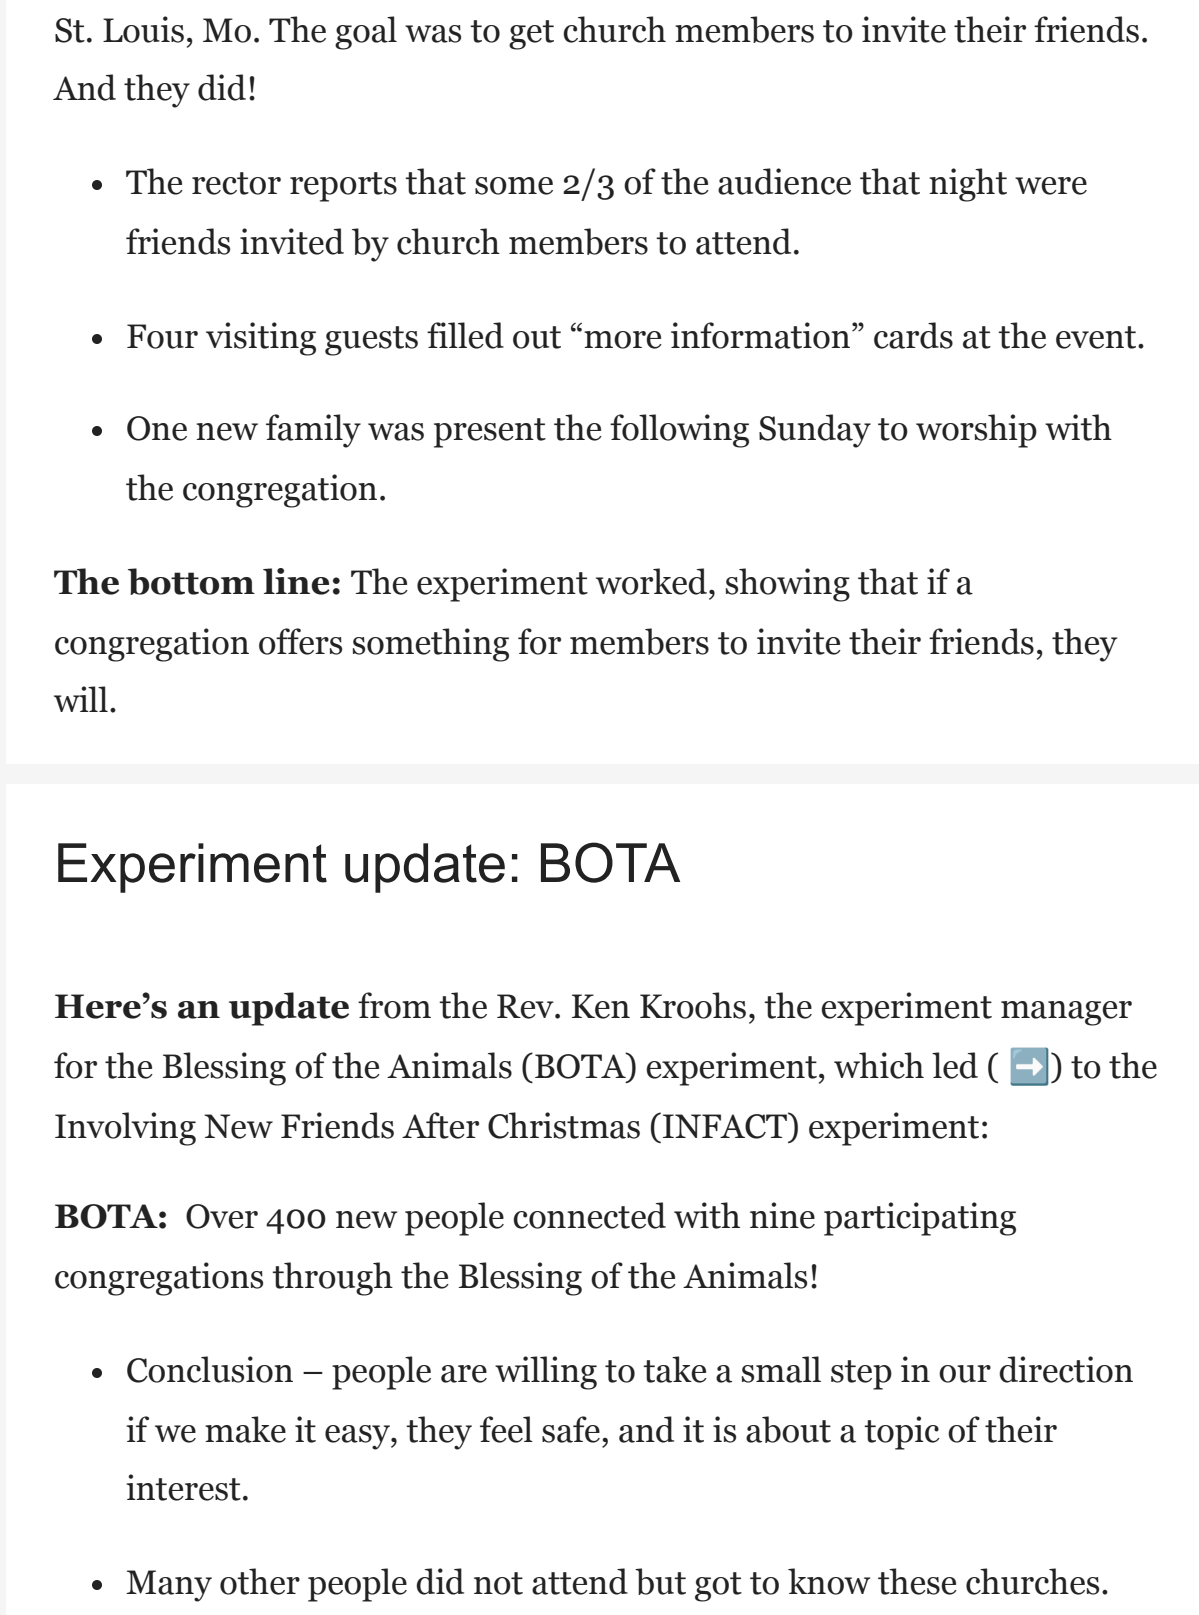 St. Louis, Mo. The goal was to get church members to invite their friends.
And they did!
• The rector reports that some 2/3 of the audience that night were
friends invited by church members to attend.
• Four visiting guests filled out “more information” cards at the event.
• One new family was present the following Sunday to worship with
the congregation.
The bottom line: The experiment worked, showing that if a
congregation offers something for members to invite their friends, they
will.
Experiment update: BOTA
Here’s an update from the Rev. Ken Kroohs, the experiment manager
for the Blessing of the Animals (BOTA) experiment, which led ( ➡️) to the
Involving New Friends After Christmas (INFACT) experiment:
BOTA:  Over 400 new people connected with nine participating
congregations through the Blessing of the Animals!
• Conclusion – people are willing to take a small step in our direction
if we make it easy, they feel safe, and it is about a topic of their
interest.
• Many other people did not attend but got to know these churches.